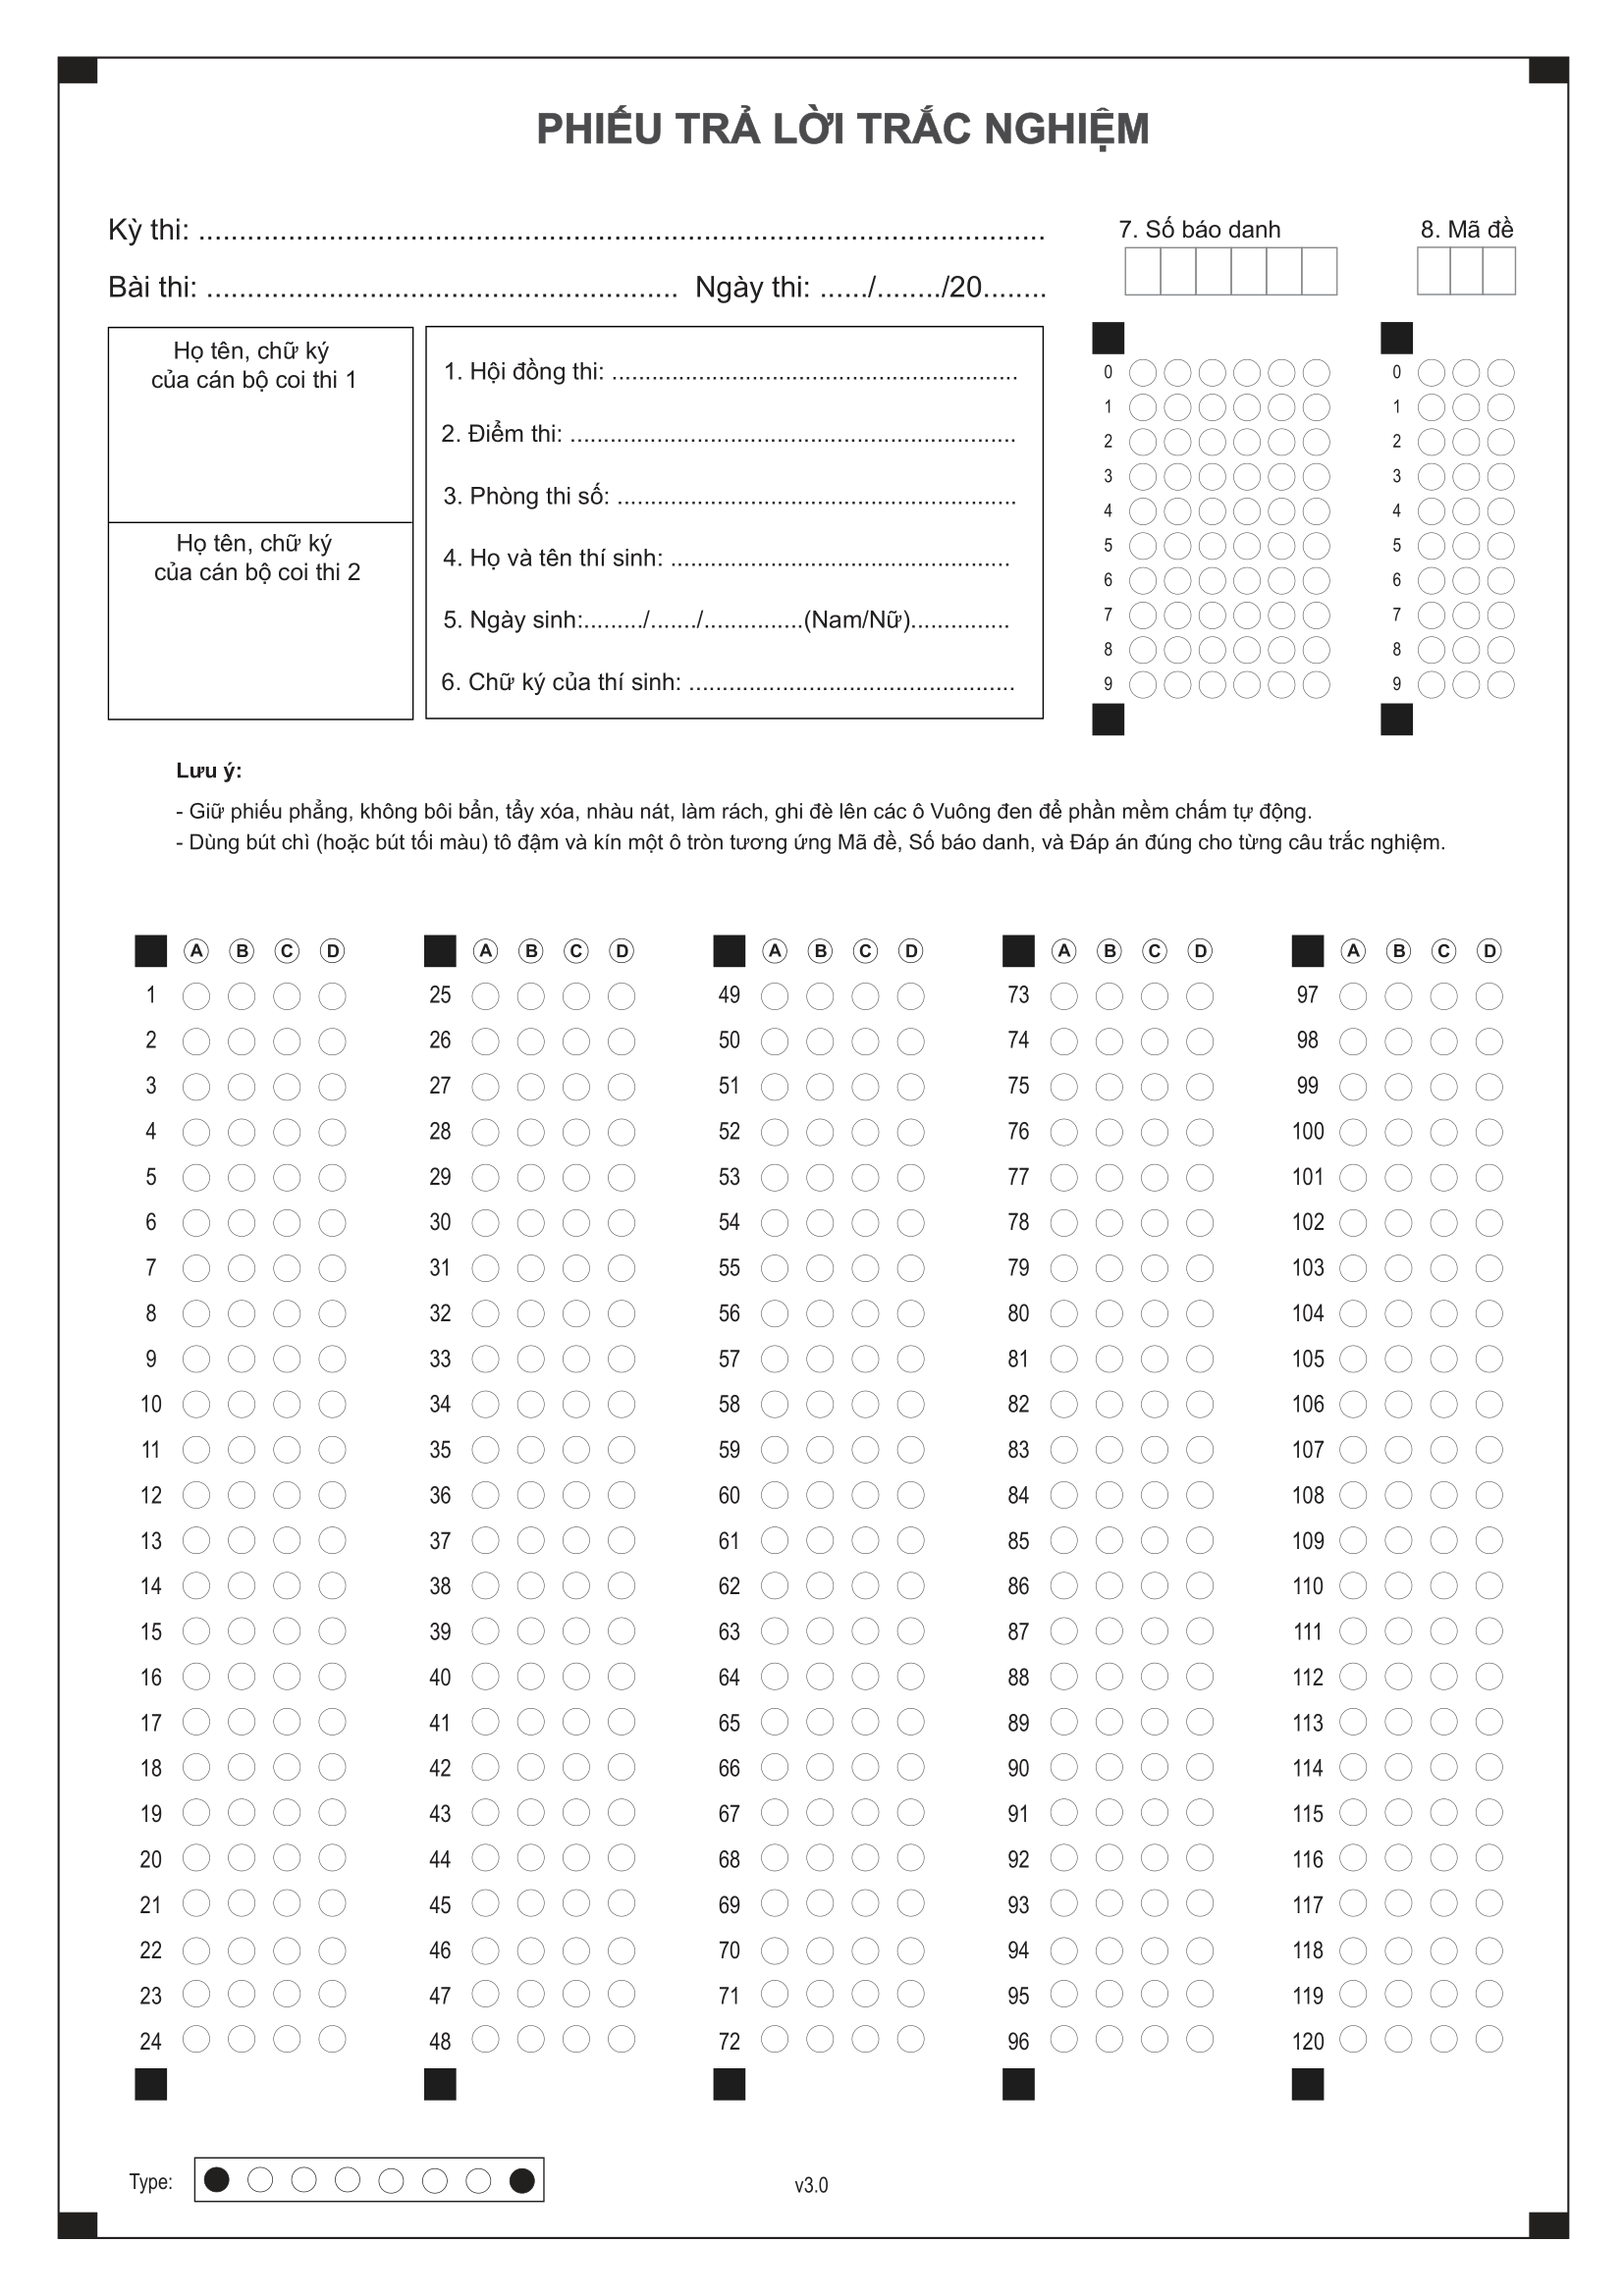 PHIẾU TRẢ LỜI TRẮC NGHIỆM
Kỳ thi: ........................................................................................................
Bài thi: .......................................................... Ngày thi: ....../......../20........
7. Số báo danh
8. Mã đề
Họ tên, chữ ký
của cán bộ coi thi 1
Họ tên, chữ ký
của cán bộ coi thi 2
1. Hội đồng thi: .............................................................
2. Điểm thi: ...................................................................
3. Phòng thi số: ............................................................
4. Họ và tên thí sinh: ...................................................
5. Ngày sinh:........./......./...............(Nam/Nữ)...............
6. Chữ ký của thí sinh: .................................................
0 0
1 1
2 2
3 3
4 4
5 5
6 6
7 7
8 8
9 9
Lưu ý:
- Giữ phiếu phẳng, không bôi bẩn, tẩy xóa, nhàu nát, làm rách, ghi đè lên các ô Vuông đen để phần mềm chấm tự động.
- Dùng bút chì (hoặc bút tối màu) tô đậm và kín một ô tròn tương ứng Mã đề, Số báo danh, và Đáp án đúng cho từng câu trắc nghiệm.
A B C D A B C D A B C D A B C D A B C D
1 25 49 73 97
2 26 50 74 98
3 27 51 75 99
4 28 52 76 100
5 29 53 77 101
6 30 54 78 102
7 31 55 79 103
8 32 56 80 104
9 33 57 81 105
10 34 58 82 106
11 35 59 83 107
12 36 60 84 108
13 37 61 85 109
14 38 62 86 110
15 39 63 87 111
16 40 64 88 112
17 41 65 89 113
18 42 66 90 114
19 43 67 91 115
20 44 68 92 116
21 45 69 93 117
22 46 70 94 118
23 47 71 95 119
24 48 72 96 120
Type:
v3.0